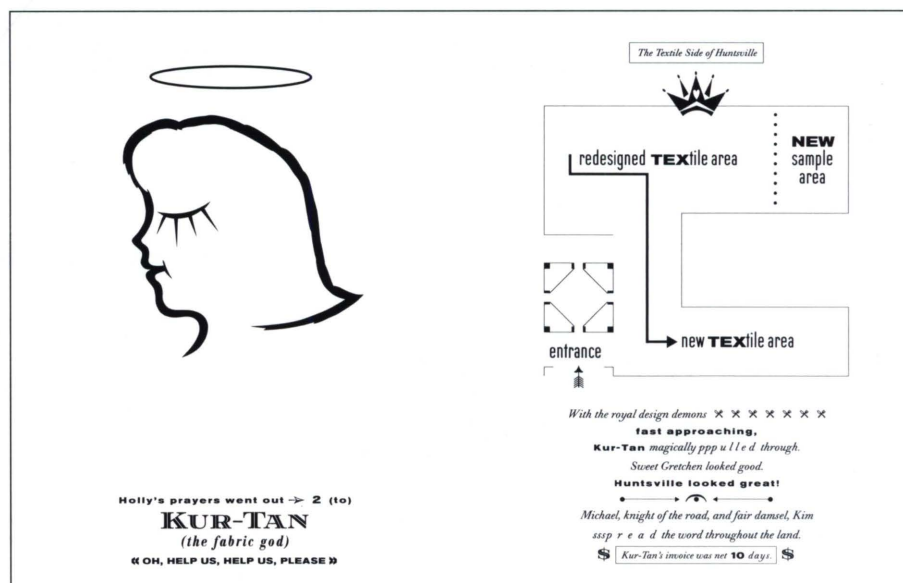 Holly's prayers went out 2 (to)
KUR-TAN
(the fabric god)
« OH, HELP US, HELP US, PLEASE »
The Textile Side of Huntsville
redesigned TEXtile area
NEW
sample
area
new TEXtile area
entrance
With the royal design demons
fast approaching,
Kur-Tan magically ppp u l l e d through.
Sweet Gretchen looked good.
Huntsville looked great!
Michael, knight of the road, and fair damsel, Kim
sssp r e a d the word throughout the land.
$ Kur-Tan's invoice was net 10 days. $